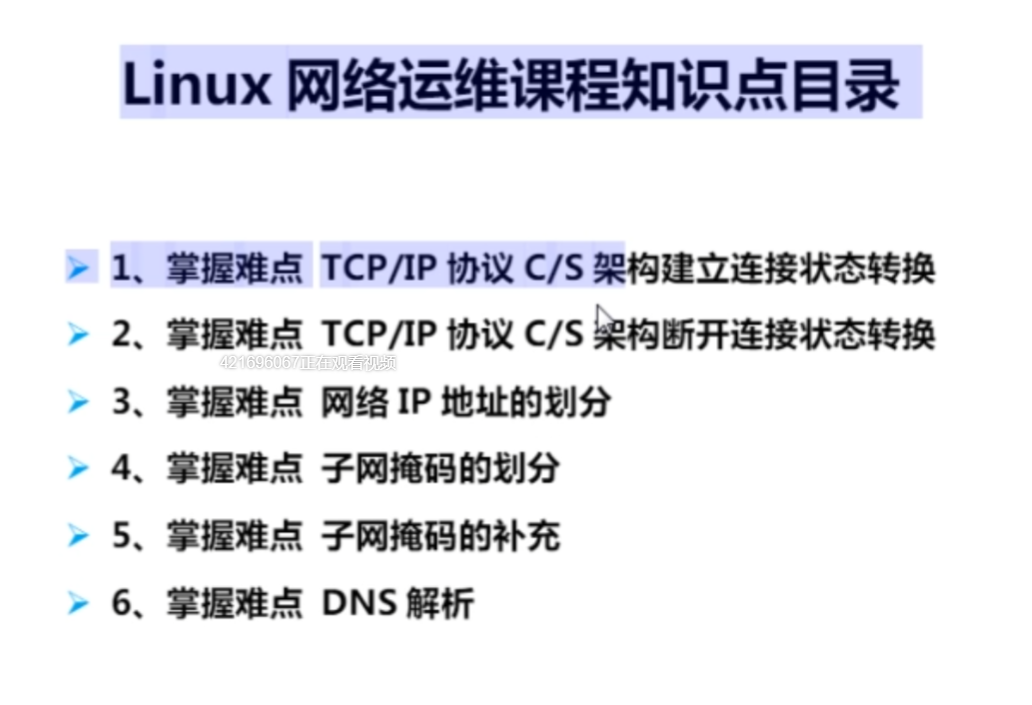 Linux 网络运维课程知识点目录
1、掌握难点 TCP/IP 协议 C/S 架构建立连接状态转换
2、掌握难点 TCP/IP 协议 C/S 架构断开连接状态转换
421696067正在观看视频
3、掌握难点 网络 IP 地址的划分
4、掌握难点 子网掩码的划分
5、掌握难点 子网掩码的补充
6、掌握难点 DNS 解析